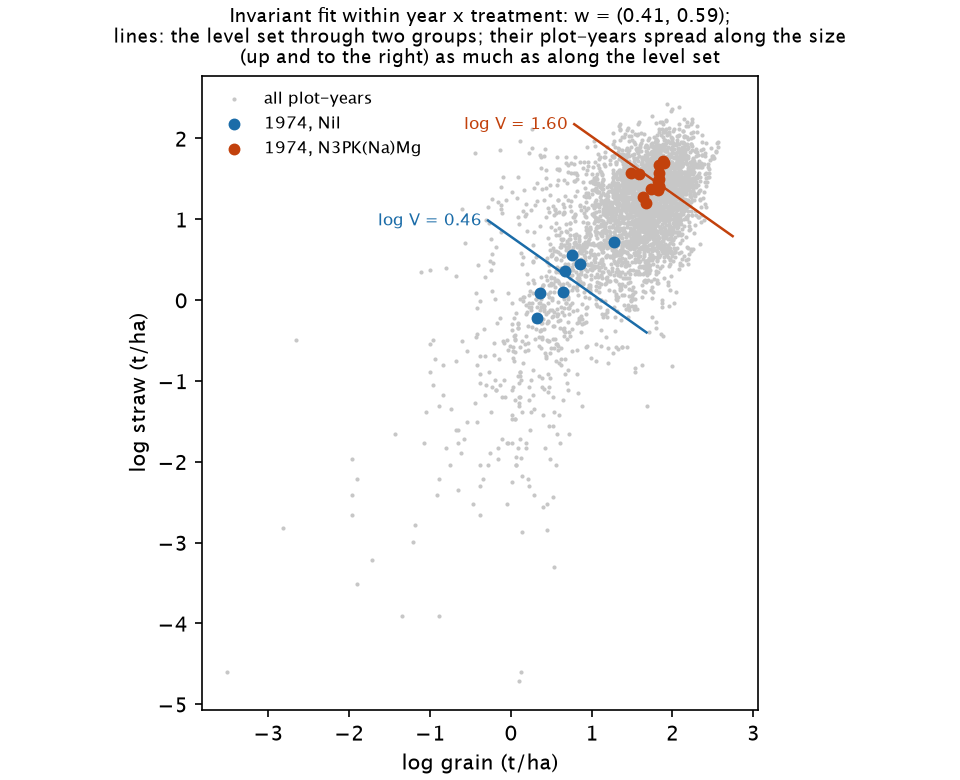 Invariant fit within year x treatment: w = (0.41, 0.59);
lines: the level set through two groups; their plot−years spread along the size
(up and to the right) as much as along the level set
all plot−years
1974, Nil
1974, N3PK(Na)Mg
log V = 1.60
log V = 0.46
2
1
0
−1
−2
−3
−4
−5
log straw (t/ha)
−3
−2
−1
0
1
2
3
log grain (t/ha)